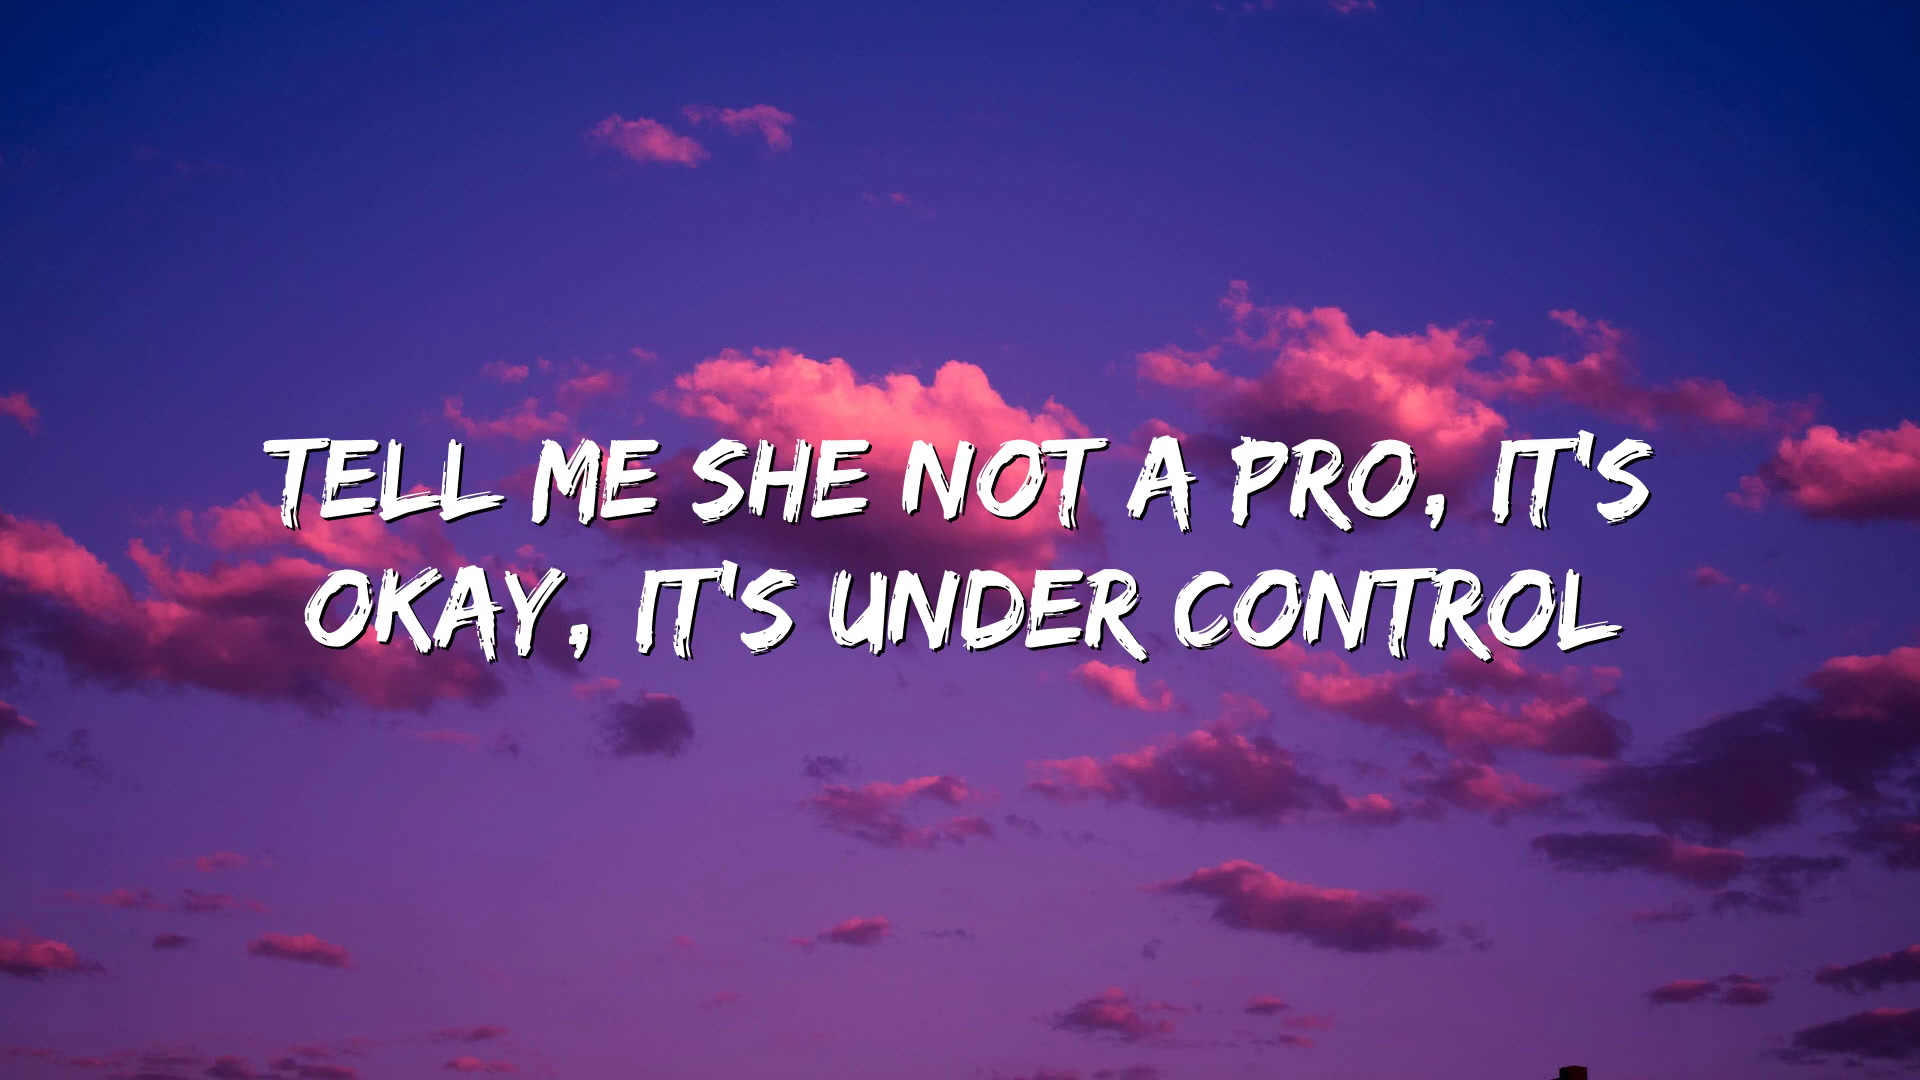 TELL ME SHE NOT A PRO, IT'S
OKAY, IT'S UNDER CONTROL